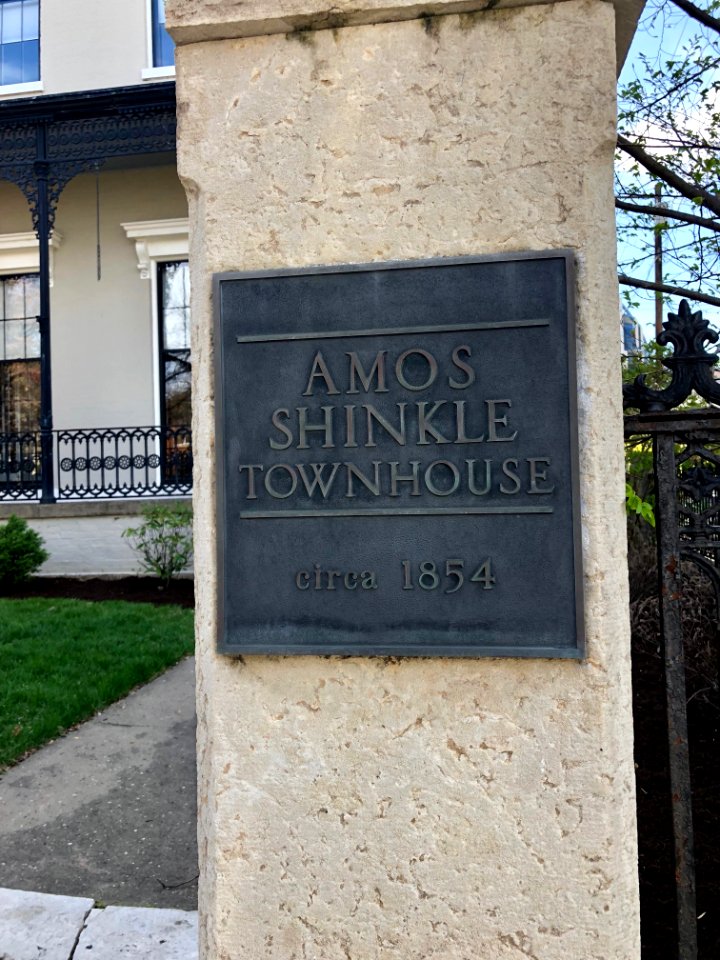 AMOS
SHINKLE
TOWNHOUSE
circa 1854